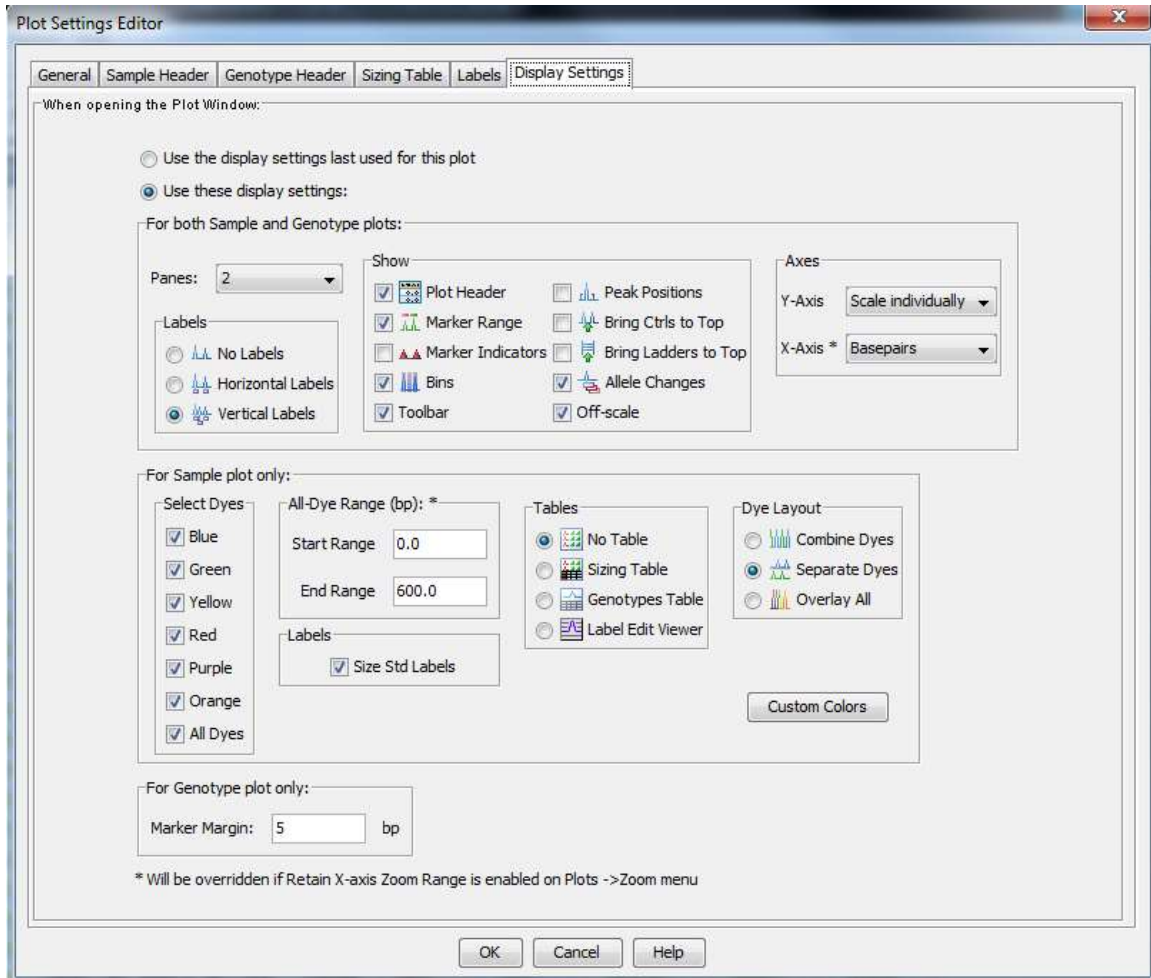 Plot Settings Editor
General Sample Header Genotype Header Sizing Table Labels Display Settings
When opening the Plot Window:
Use the display settings last used for this plot
Use these display settings:
For both Sample and Genotype plots:
Panes: 2
Labels
No Labels
Horizontal Labels
Vertical Labels
Show
Plot Header
Marker Range
Marker Indicators
Bins
Toolbar
Peak Positions
Bring Ctrls to Top
Bring Ladders to Top
Allele Changes
Off-scale
Axes
Y-Axis Scale individually
X-Axis * Basepairs
For Sample plot only:
Select Dyes
Blue
Green
Yellow
Red
Purple
Orange
All Dyes
All-Dye Range (bp): *
Start Range 0.0
End Range 600.0
Labels
Size Std Labels
Tables
No Table
Sizing Table
Genotypes Table
Label Edit Viewer
Dye Layout
Combine Dyes
Separate Dyes
Overlay All
Custom Colors
For Genotype plot only:
Marker Margin: 5 bp
* Will be overridden if Retain X-axis Zoom Range is enabled on Plots ->Zoom menu
OK Cancel Help